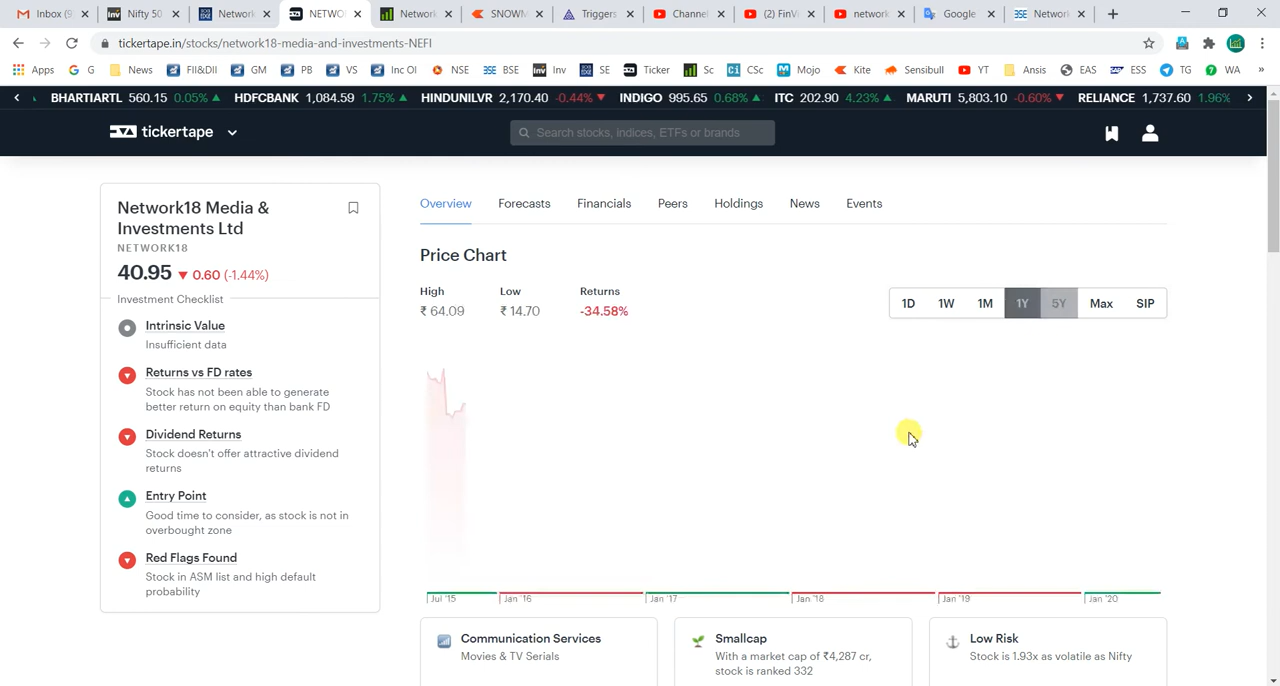 Inbox (9
Nifty 50
Network
NETWO
Network
SNOWM
Triggers
Channel
(2) FinV
network
Google
Network
tickertape.in/stocks/network18-media-and-investments-NEFI
Apps
G
News
FII&DII
GM
PB
VS
Inc OI
NSE
BSE
Inv
SE
Ticker
Sc
CSc
Mojo
Kite
Sensibull
YT
Ansis
EAS
ESS
TG
WA
BHARTIARTL 560.15 0.05%
HDFCBANK 1,084.59 1.75%
HINDUNILVR 2,170.40 -0.44%
INDIGO 995.65 0.68%
ITC 202.90 4.23%
MARUTI 5,803.10 -0.60%
RELIANCE 1,737.60 1.96%
tickertape
Search stocks, indices, ETFs or brands
Network18 Media &
Investments Ltd
NETWORK18
40.95 0.60 (-1.44%)
Investment Checklist
Intrinsic Value
Insufficient data
Returns vs FD rates
Stock has not been able to generate
better return on equity than bank FD
Dividend Returns
Stock doesn't offer attractive dividend
returns
Entry Point
Good time to consider, as stock is not in
overbought zone
Red Flags Found
Stock in ASM list and high default
probability
Overview
Forecasts
Financials
Peers
Holdings
News
Events
Price Chart
High
₹ 64.09
Low
₹ 14.70
Returns
-34.58%
1D
1W
1M
1Y
5Y
Max
SIP
Jul '15
Jan '16
Jan '17
Jan '18
Jan '19
Jan '20
Communication Services
Movies & TV Serials
Smallcap
With a market cap of ₹4,287 cr,
stock is ranked 332
Low Risk
Stock is 1.93x as volatile as Nifty